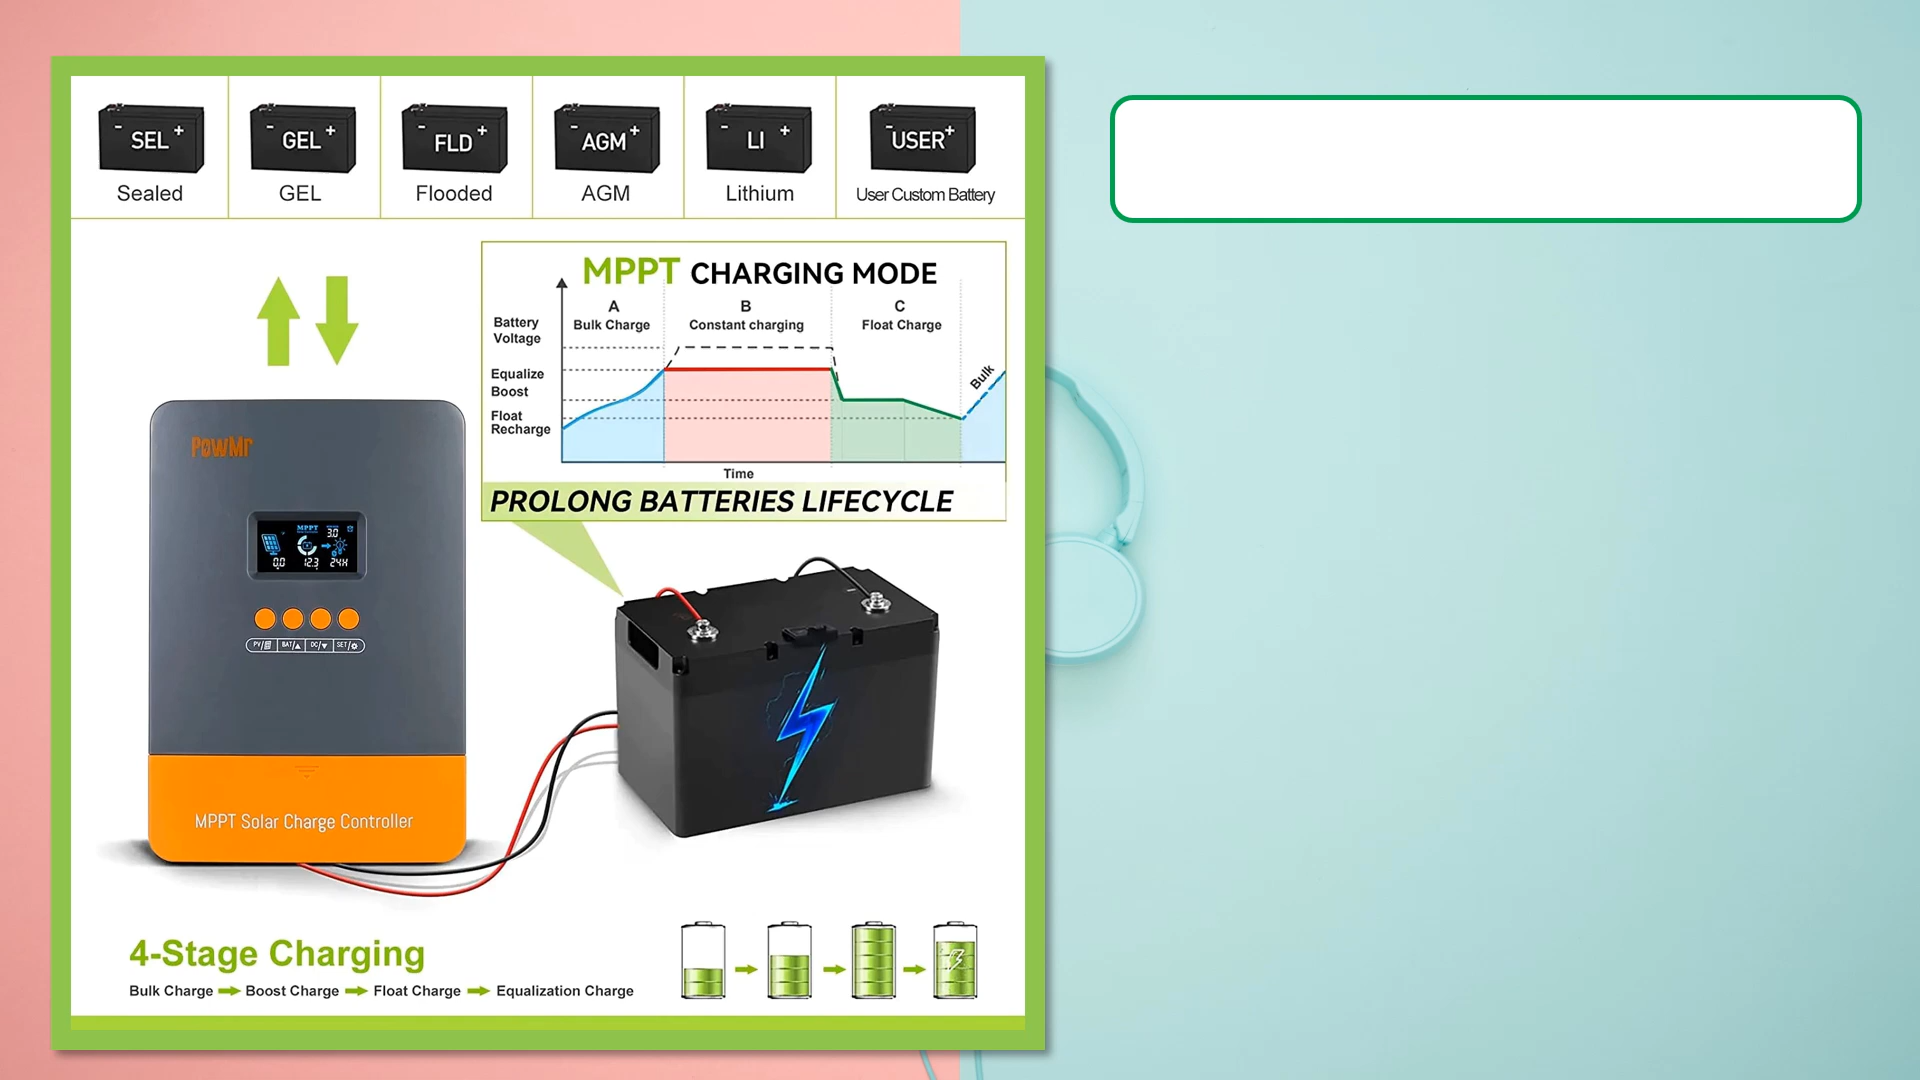 - SEL +
- GEL +
- FLD +
- AGM +
- LI +
- USER +
Sealed
GEL
Flooded
AGM
Lithium
User Custom Battery
MPPT CHARGING MODE
A
Bulk Charge
B
Constant charging
C
Float Charge
Battery
Voltage
Equalize
Boost
Float
Recharge
Bulk
Time
PROLONG BATTERIES LIFECYCLE
PowMr
MPPT
3.0
0.0
12.3
24H
PV/
BAT/▲
DC/▼
SET/
MPPT Solar Charge Controller
4-Stage Charging
Bulk Charge → Boost Charge → Float Charge → Equalization Charge